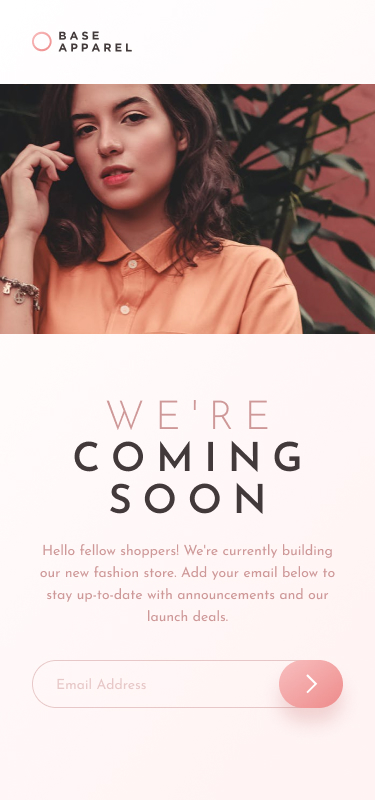 BASE
APPAREL
WE'RE
COMING
SOON
Hello fellow shoppers! We're currently building
our new fashion store. Add your email below to
stay up-to-date with announcements and our
launch deals.
Email Address